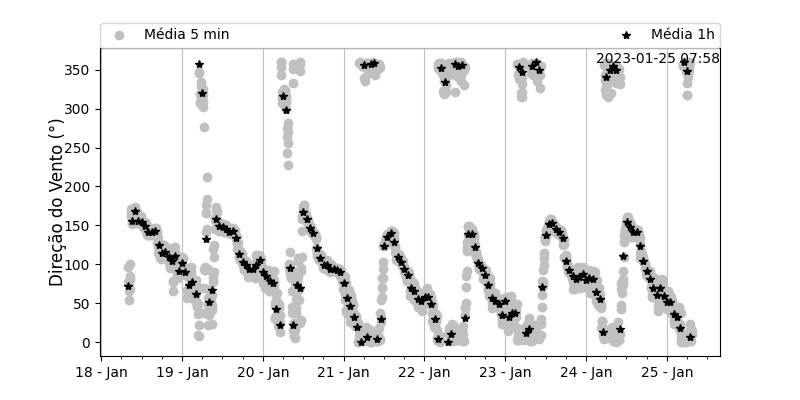 Média 5 min
Média 1h
2023-01-25 07:58
Direção do Vento (°)
350
300
250
200
150
100
50
0
18 - Jan
19 - Jan
20 - Jan
21 - Jan
22 - Jan
23 - Jan
24 - Jan
25 - Jan